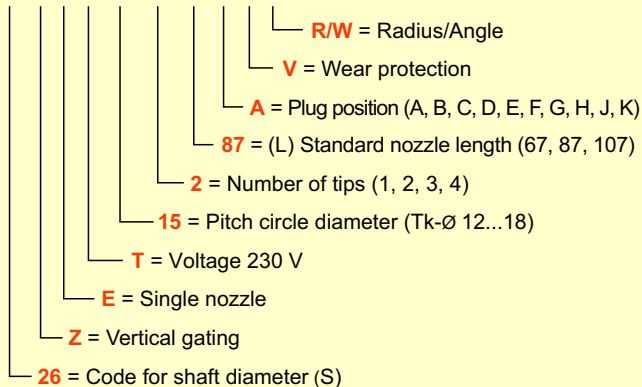 R/W = Radius/Angle
V = Wear protection
A = Plug position (A, B, C, D, E, F, G, H, J, K)
87 = (L) Standard nozzle length (67, 87, 107)
2 = Number of tips (1, 2, 3, 4)
15 = Pitch circle diameter (Tk-Ø 12...18)
T = Voltage 230 V
E = Single nozzle
Z = Vertical gating
26 = Code for shaft diameter (S)